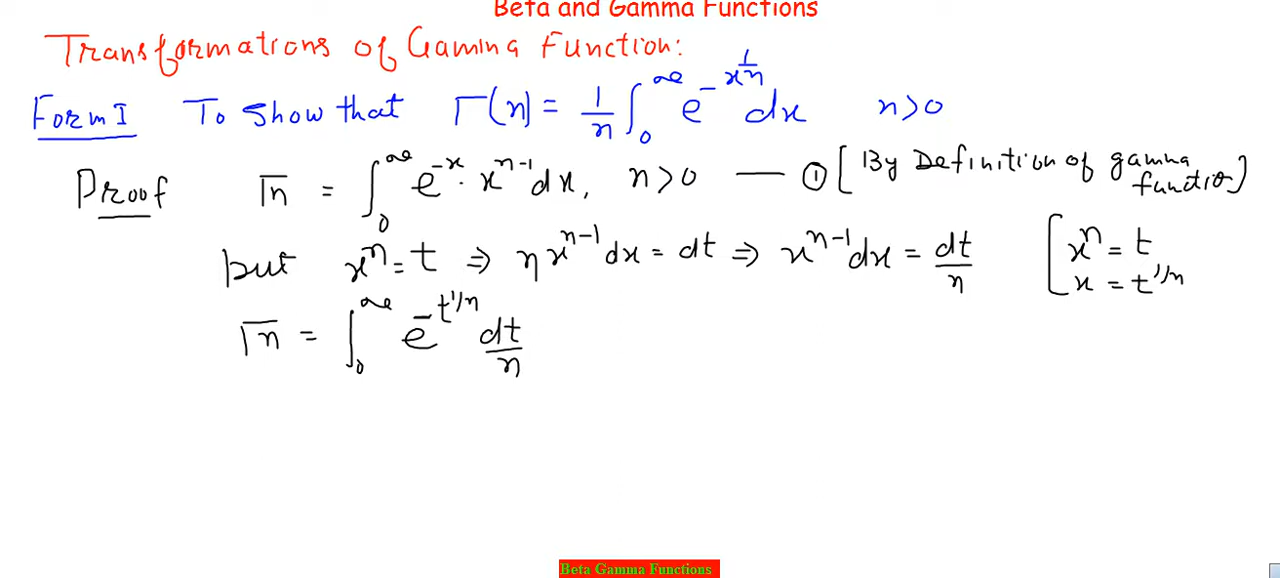 Beta and Gamma Functions
Transformations of Gamma Function:
Form I To show that Γ(n) = 1/n ∫₀^∞ e^(-x^(1/n)) dx n>0
Proof Γn = ∫₀^∞ e^(-x) · x^(n-1) dx, n>0 — ① [By Definition of gamma function]
put x^n = t ⇒ n x^(n-1) dx = dt ⇒ x^(n-1) dx = dt/n [x^n = t
x = t^(1/n)
Γn = ∫₀^∞ e^(-t^(1/n)) dt/n
Beta Gamma Functions